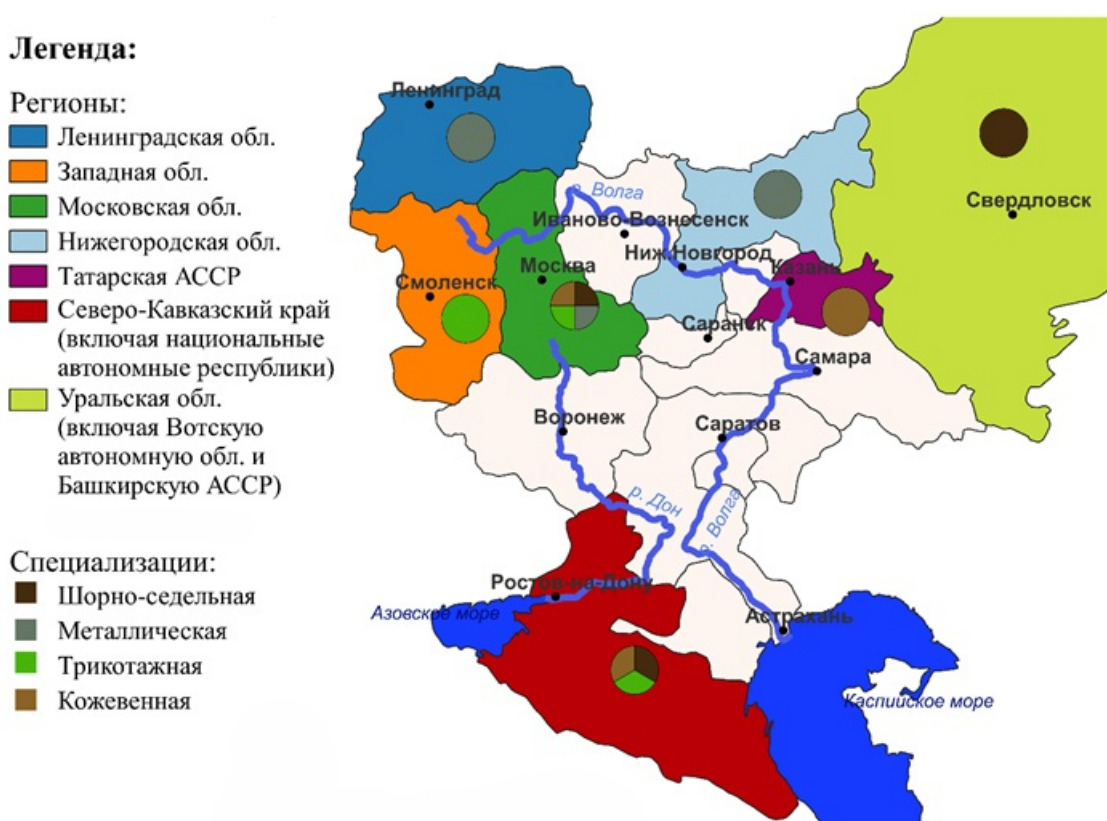 Легенда:
Регионы:
Ленинградская обл.
Западная обл.
Московская обл.
Нижегородская обл.
Татарская АССР
Северо-Кавказский край
(включая национальные
автономные республики)
Уральская обл.
(включая Вотскую
автономную обл. и
Башкирскую АССР)
Специализации:
Шорно-седельная
Металлическая
Трикотажная
Кожевенная
Ленинград
р. Волга
Свердловск
Иваново-Вознесенск
Ниж.Новгород
Москва
Казань
Смоленск
Саранск
Самара
Воронеж
Саратов
р. Дон
р. Волга
Ростов-на-Дону
Азовское море
Астрахань
Каспийское море